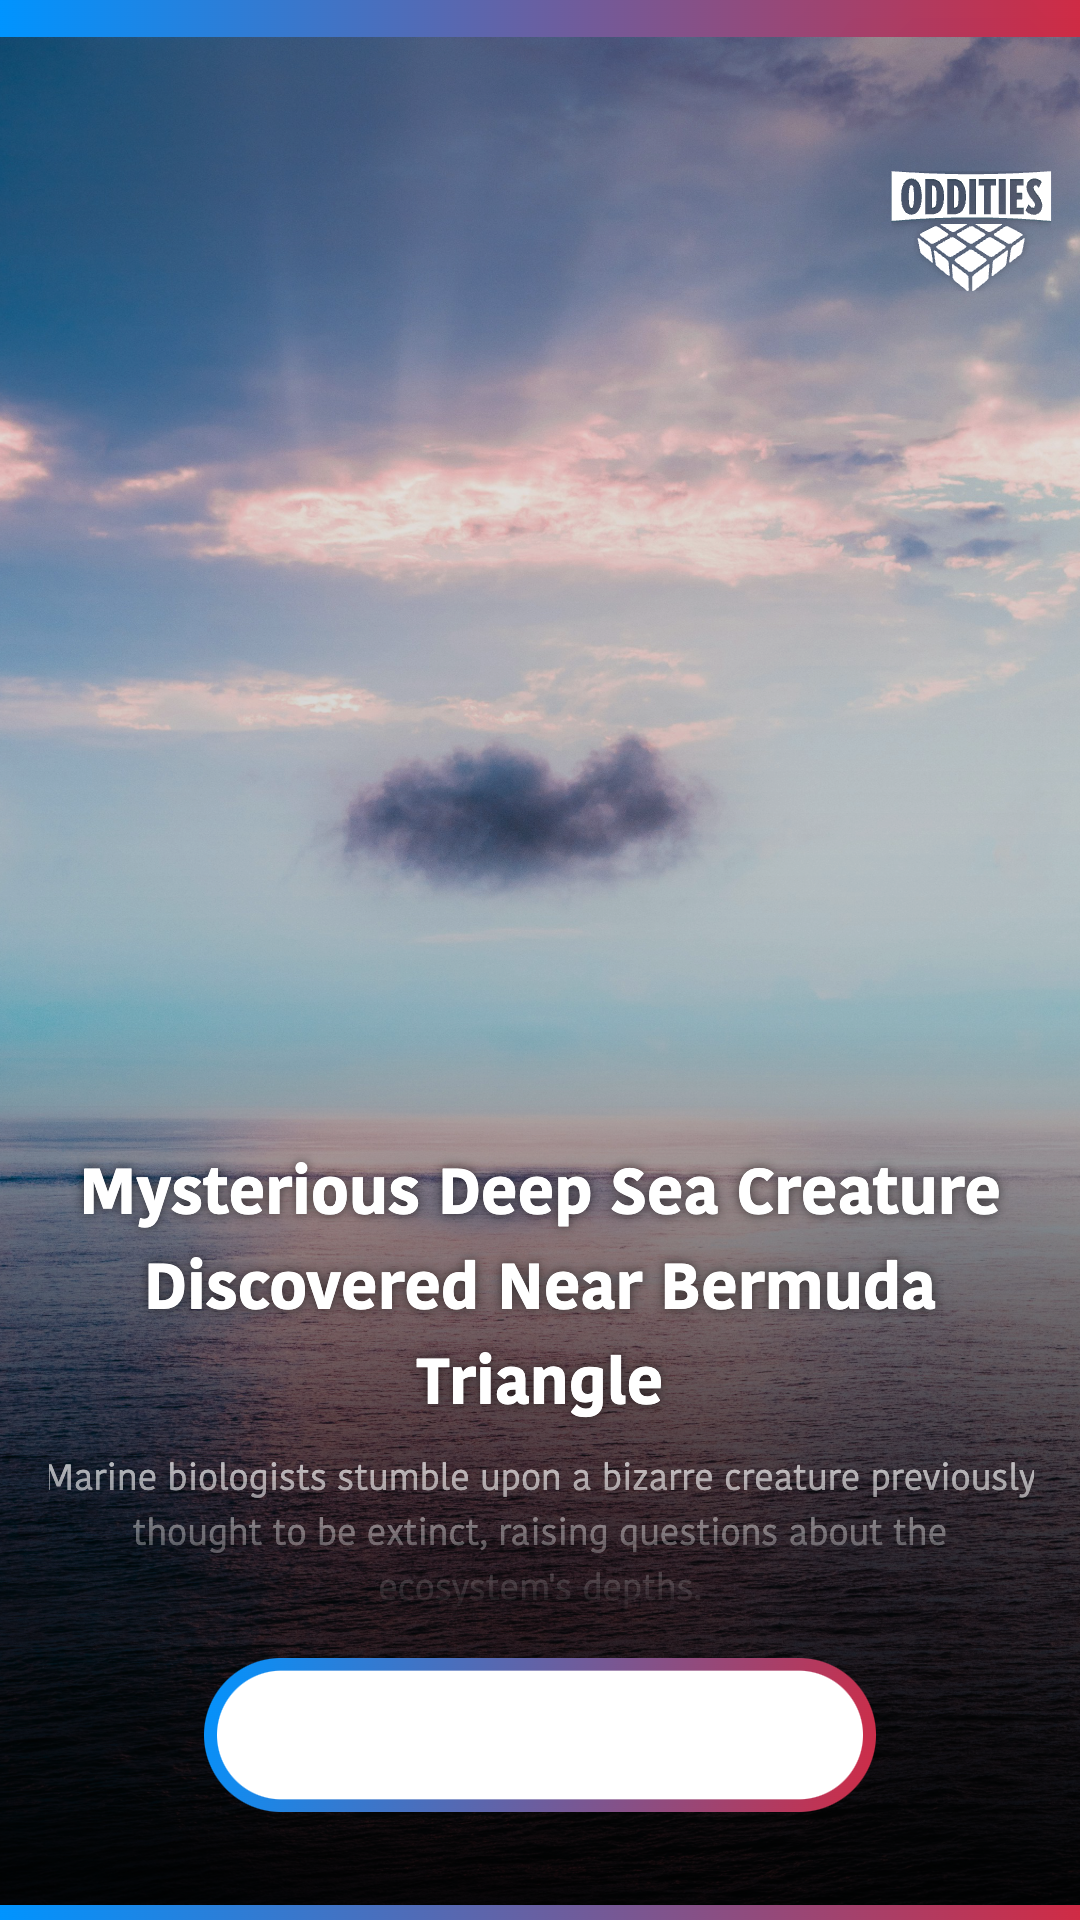 ODDITIES
Mysterious Deep Sea Creature
Discovered Near Bermuda
Triangle
Marine biologists stumble upon a bizarre creature previously
thought to be extinct, raising questions about the
ecosystem's depths.